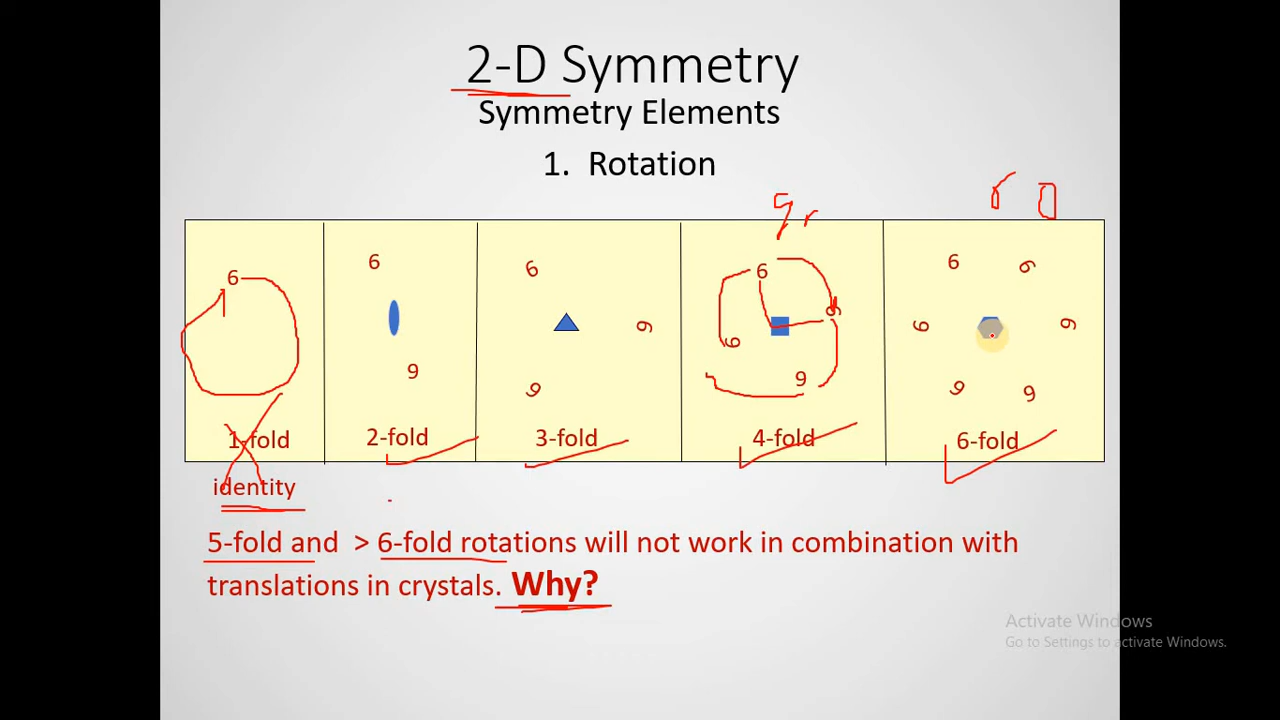 2-D Symmetry
Symmetry Elements
1. Rotation
6
6
9
6
9
6
6
9
9
6
6
6
9
9
6
9
6
1-fold
2-fold
3-fold
4-fold
6-fold
identity
5-fold and > 6-fold rotations will not work in combination with
translations in crystals. Why?
Activate Windows
Go to Settings to activate Windows.